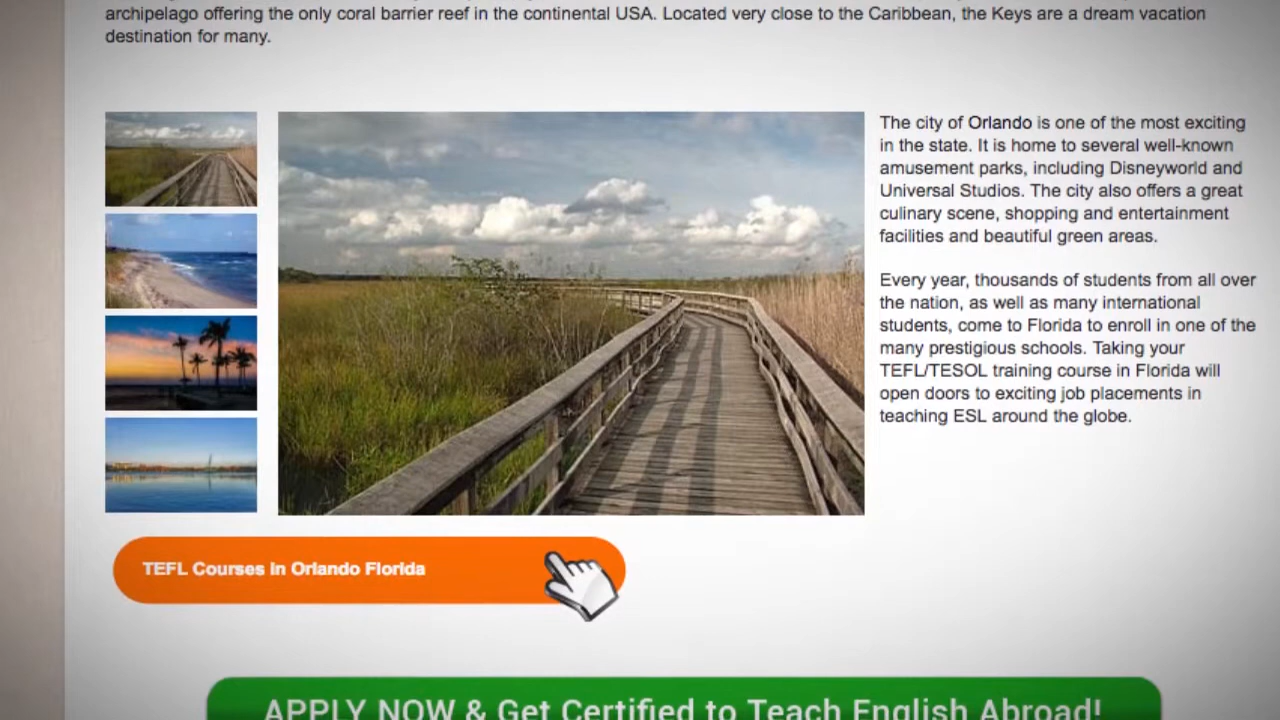 archipelago offering the only coral barrier reef in the continental USA. Located very close to the Caribbean, the Keys are a dream vacation
destination for many.
The city of Orlando is one of the most exciting
in the state. It is home to several well-known
amusement parks, including Disneyworld and
Universal Studios. The city also offers a great
culinary scene, shopping and entertainment
facilities and beautiful green areas.
Every year, thousands of students from all over
the nation, as well as many international
students, come to Florida to enroll in one of the
many prestigious schools. Taking your
TEFL/TESOL training course in Florida will
open doors to exciting job placements in
teaching ESL around the globe.
TEFL Courses in Orlando Florida
APPLY NOW & Get Certified to Teach English Abroad!